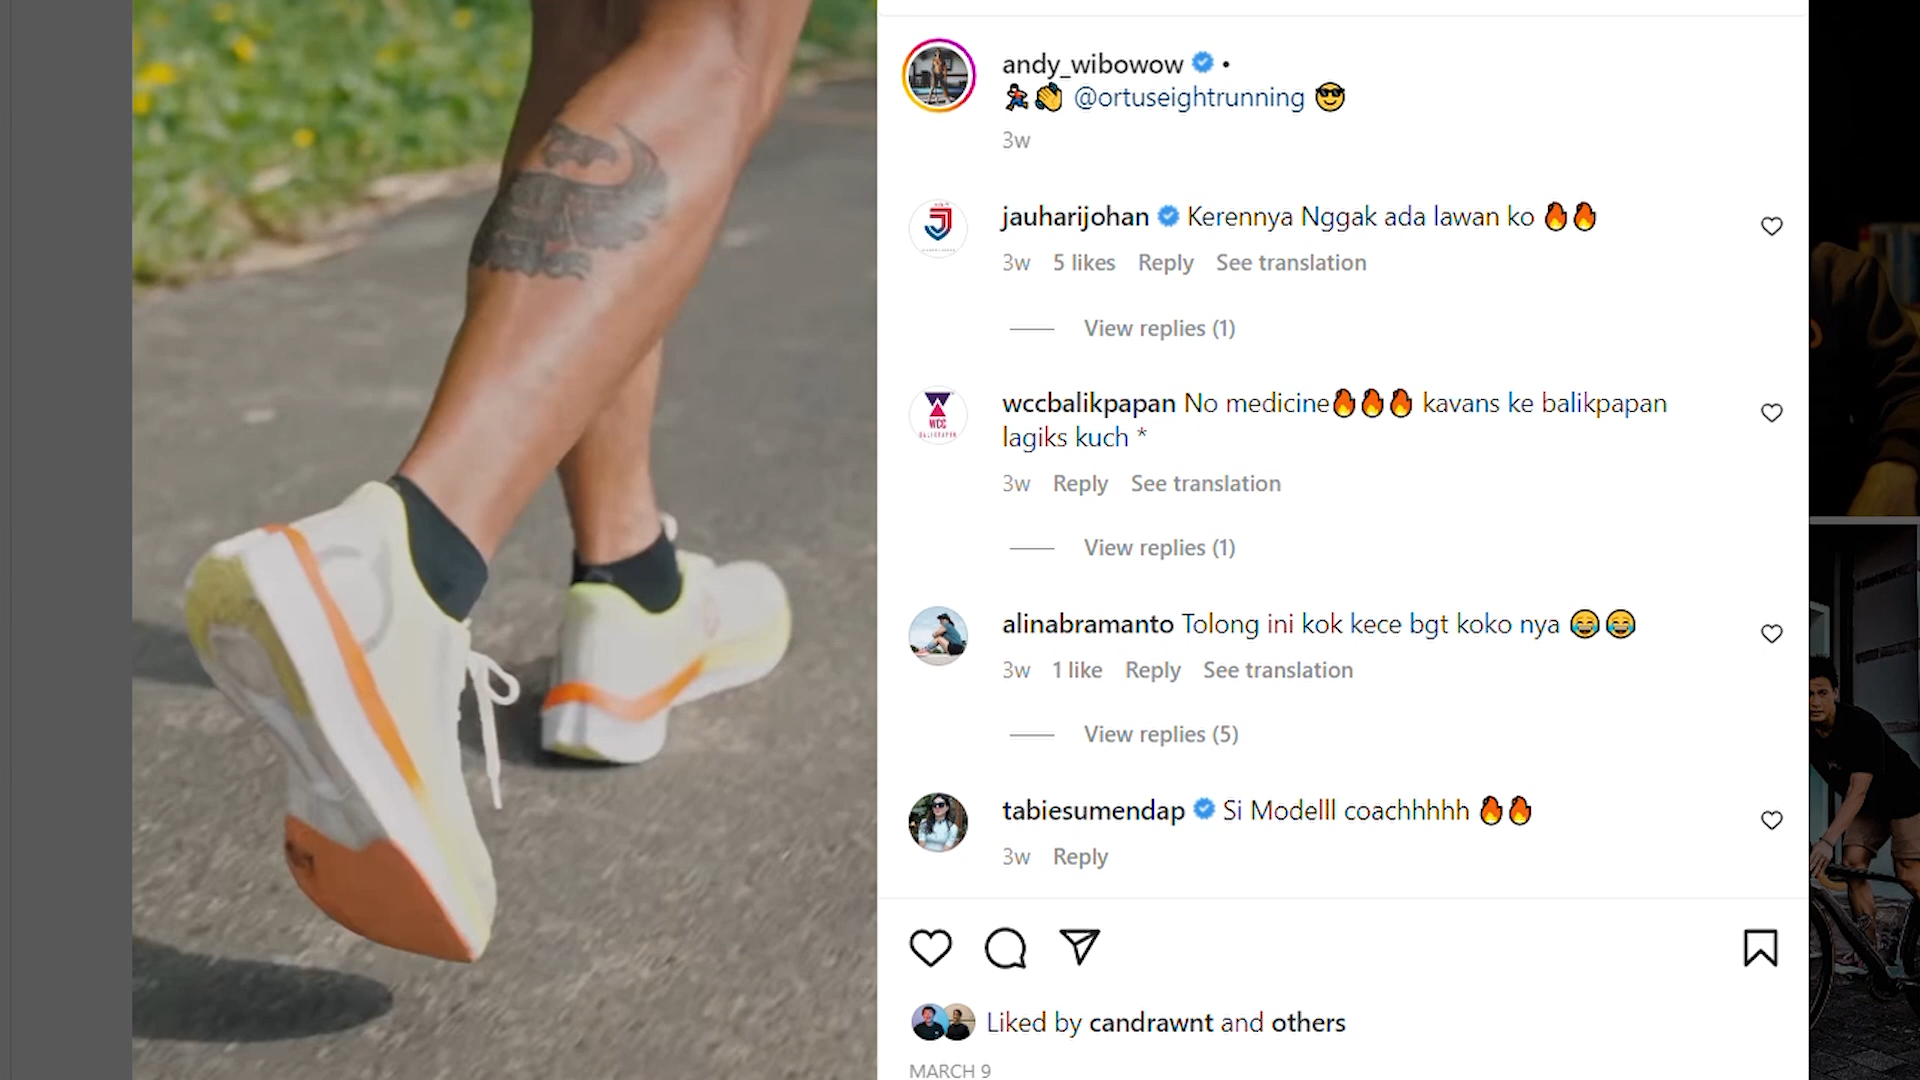 andy_wibowow •
@ortuseightrunning
3w
jauharijohan Kerennya Nggak ada lawan ko 🔥🔥
3w 5 likes Reply See translation
View replies (1)
wccbalikpapan No medicine🔥🔥🔥 kavans ke balikpapan
lagiks kuch *
3w Reply See translation
View replies (1)
alinabramanto Tolong ini kok kece bgt koko nya 😂😂
3w 1 like Reply See translation
View replies (5)
tabiesumendap Si Modelll coachhhhh 🔥🔥
3w Reply
Liked by candrawnt and others
MARCH 9
WCC
BALIKPAPAN